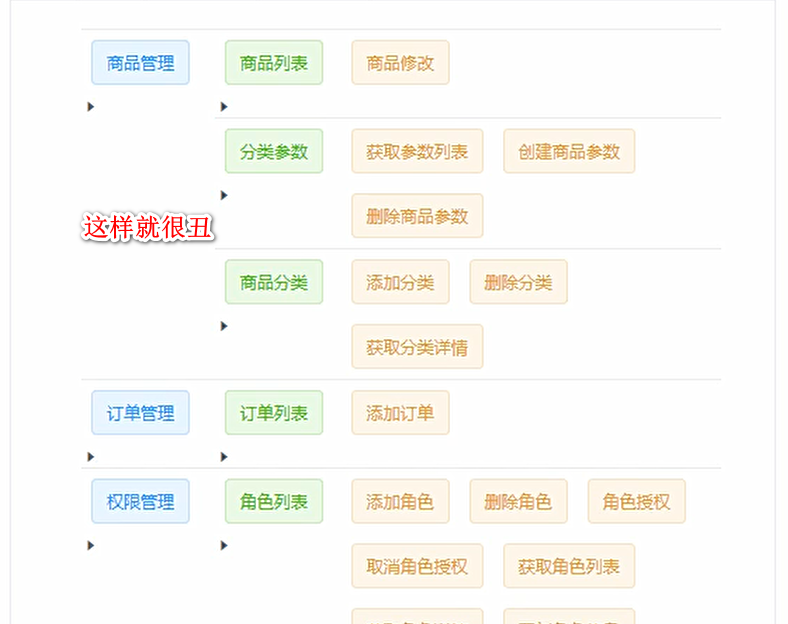 商品管理 商品列表 商品修改
分类参数 获取参数列表 创建商品参数
删除商品参数
这样就很丑
商品分类 添加分类 删除分类
获取分类详情
订单管理 订单列表 添加订单
权限管理 角色列表 添加角色 删除角色 角色授权
取消角色授权 获取角色列表